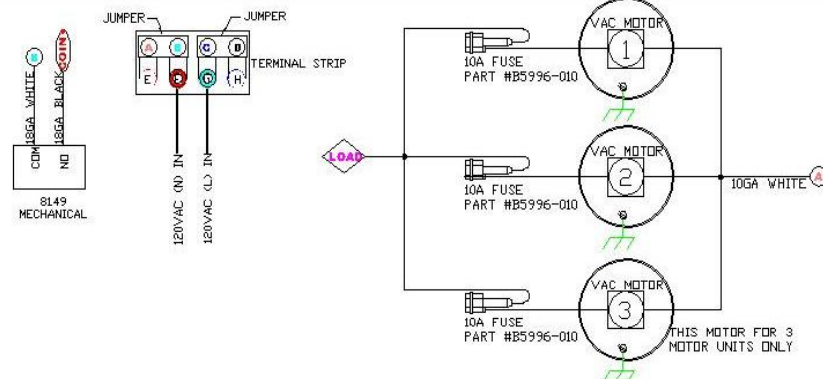 JUMPER
JUMPER
A
B
C
D
E
G
H
TERMINAL STRIP
B
COIN
18GA WHITE
18GA BLACK
COM
NO
8149
MECHANICAL
120VAC (N) IN
120VAC (L) IN
LOAD
10A FUSE
PART #B5996-010
VAC MOTOR
1
10A FUSE
PART #B5996-010
VAC MOTOR
2
10GA WHITE
A
10A FUSE
PART #B5996-010
VAC MOTOR
3
THIS MOTOR FOR 3
MOTOR UNITS ONLY